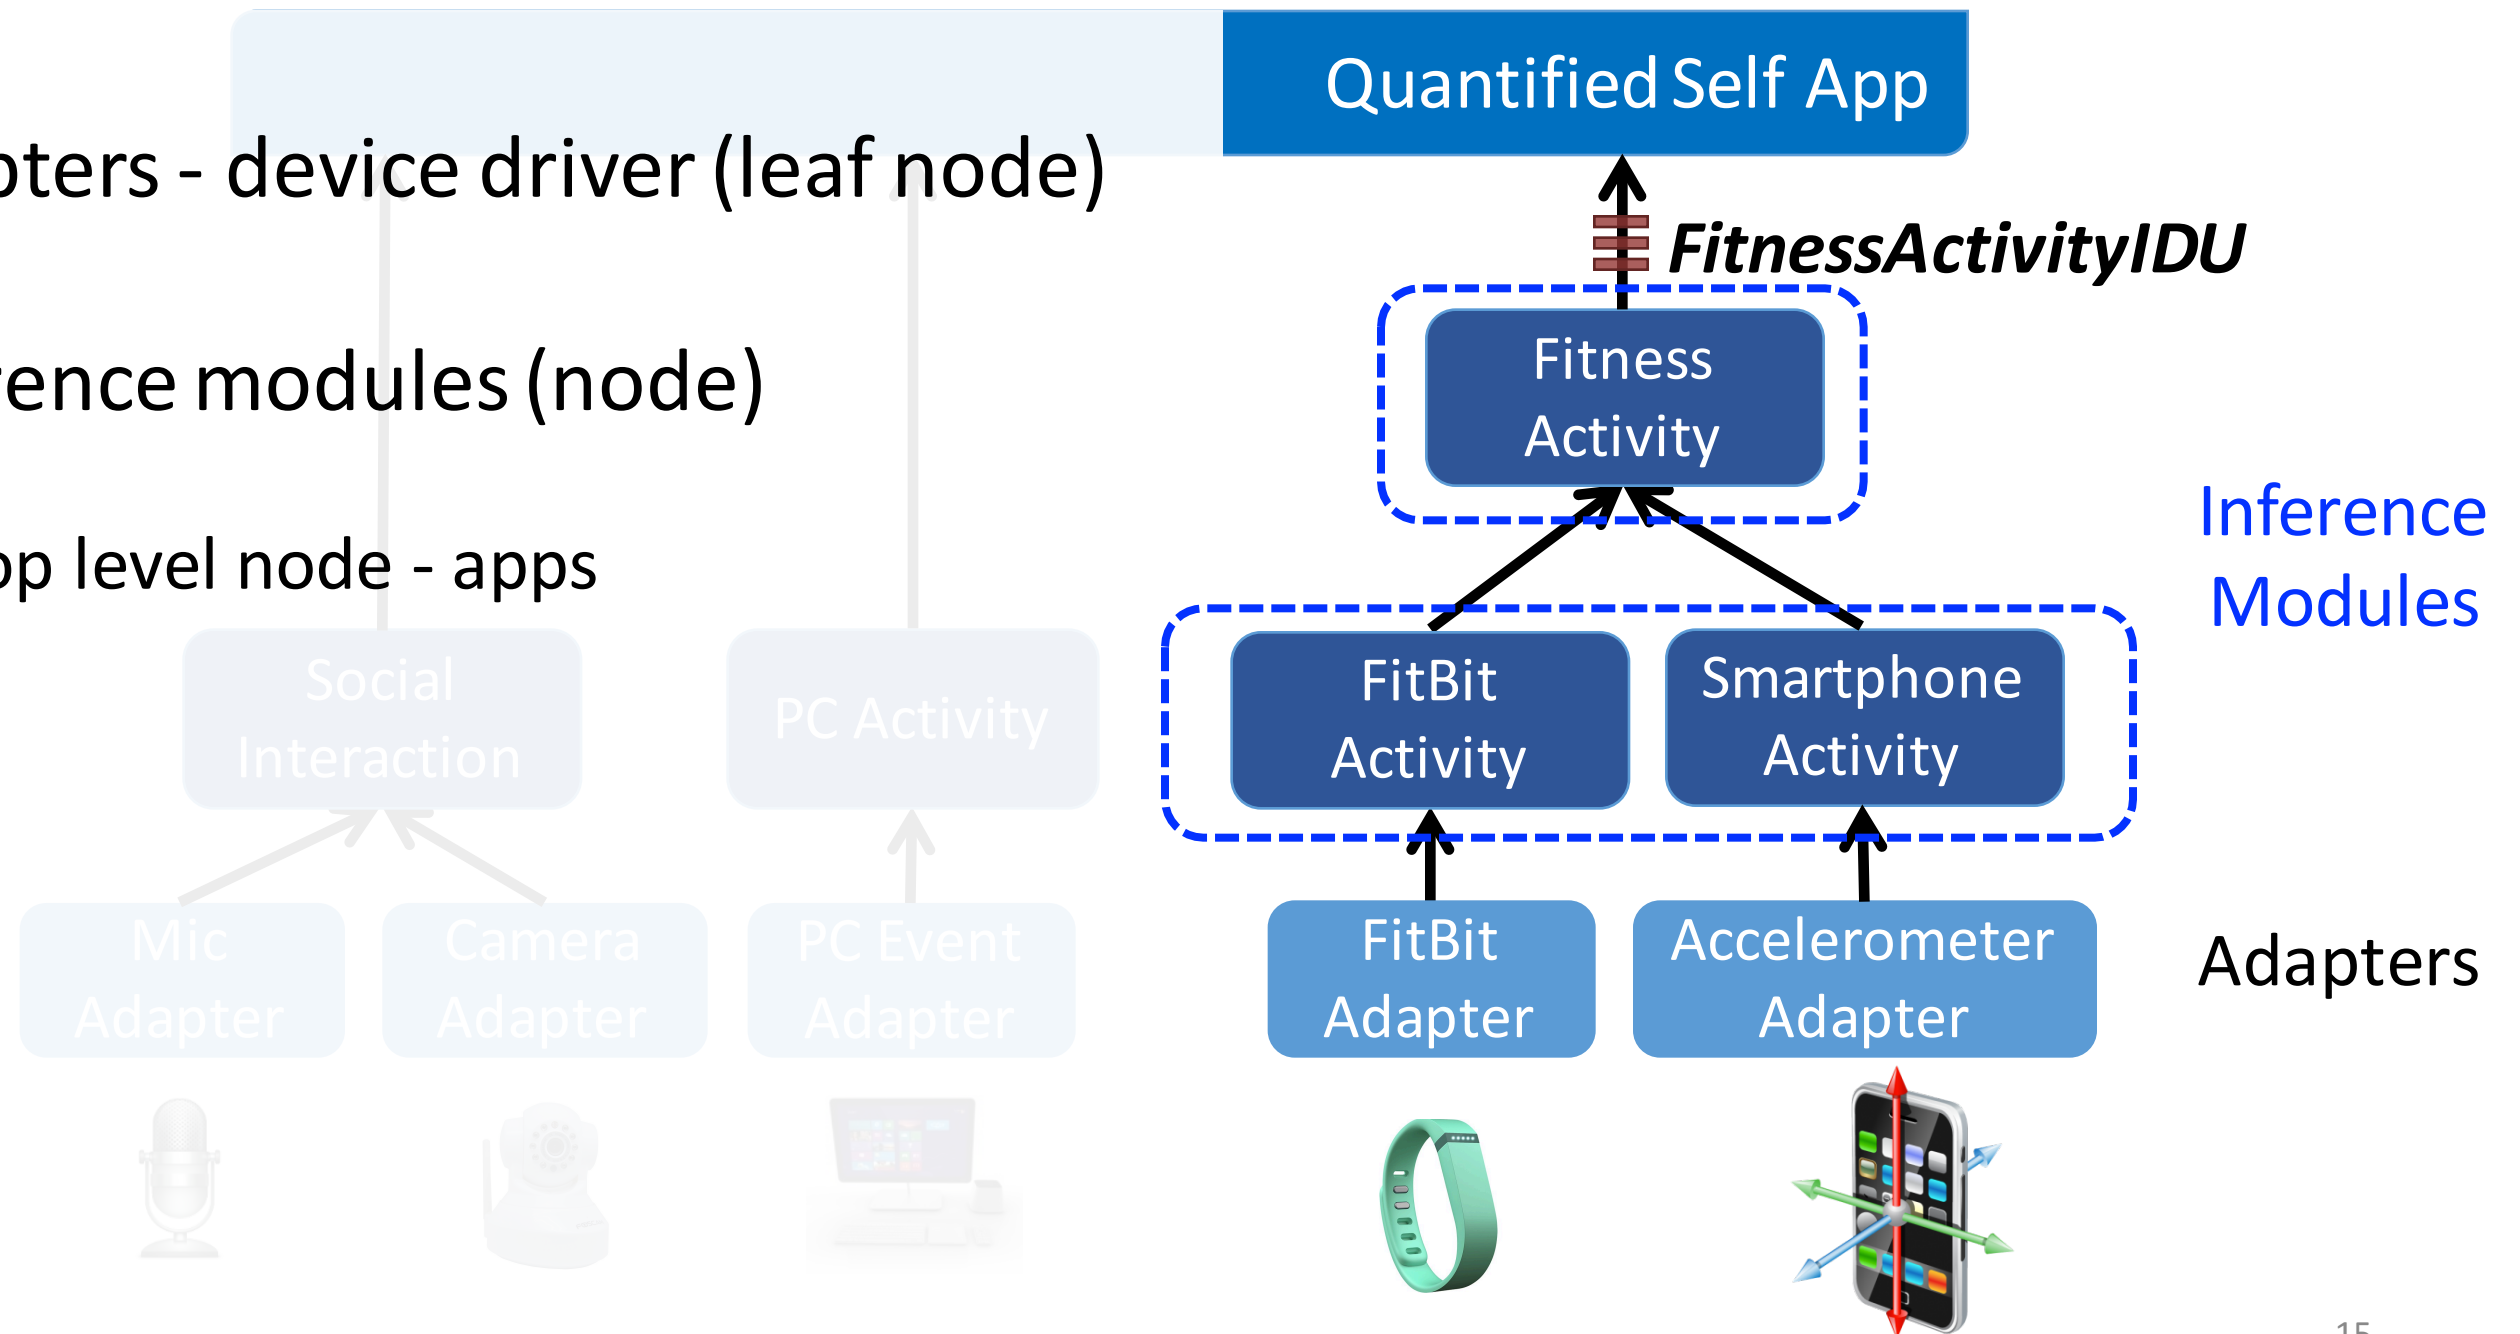 Quantified Self App
pters - device driver (leaf node)
FitnessActivityIDU
Fitness
Activity
rence modules (node)
Inference
Modules
op level node - apps
Social
Interaction
PC Activity
FitBit
Activity
Smartphone
Activity
Mic
Adapter
Camera
Adapter
PC Event
Adapter
FitBit
Adapter
Accelerometer
Adapter
Adapters
15